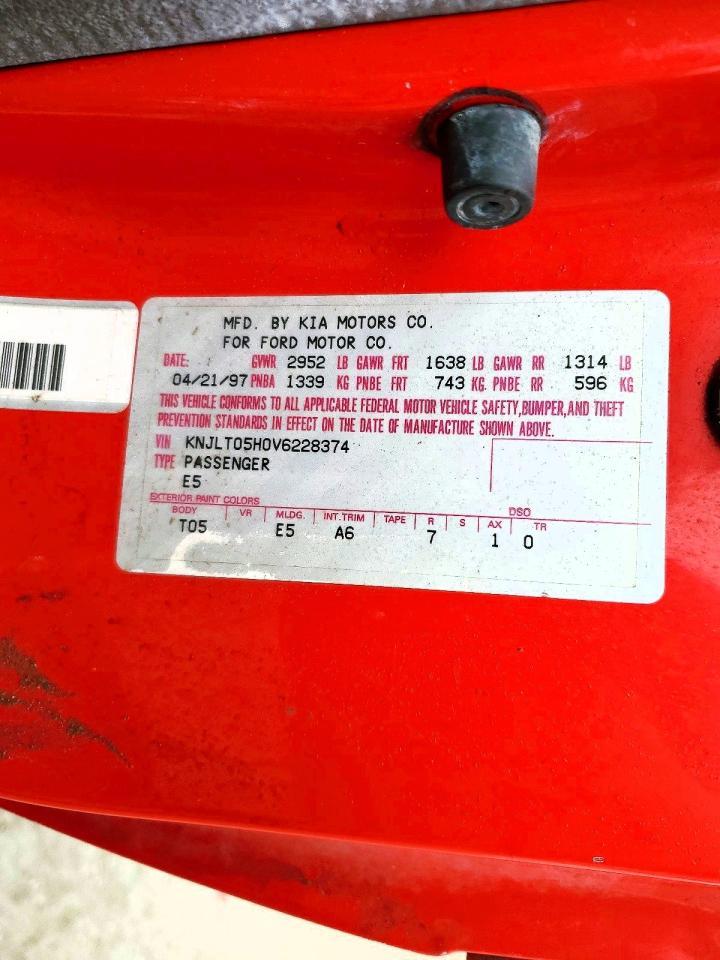 MFD. BY KIA MOTORS CO.
FOR FORD MOTOR CO.
DATE: GVWR 2952 LB GAWR FRT 1638 LB GAWR RR 1314 LB
04/21/97 PNBA 1339 KG PNBE FRT 743 KG. PNBE RR 596 KG
THIS VEHICLE CONFORMS TO ALL APPLICABLE FEDERAL MOTOR VEHICLE SAFETY, BUMPER, AND THEFT
PREVENTION STANDARDS IN EFFECT ON THE DATE OF MANUFACTURE SHOWN ABOVE.
VIN KNJLT05H0V6228374
TYPE PASSENGER
E5
EXTERIOR PAINT COLORS DSO
BODY VR MLDG. INT. TRIM TAPE R S AX TR
T05 E5 A6 7 1 0